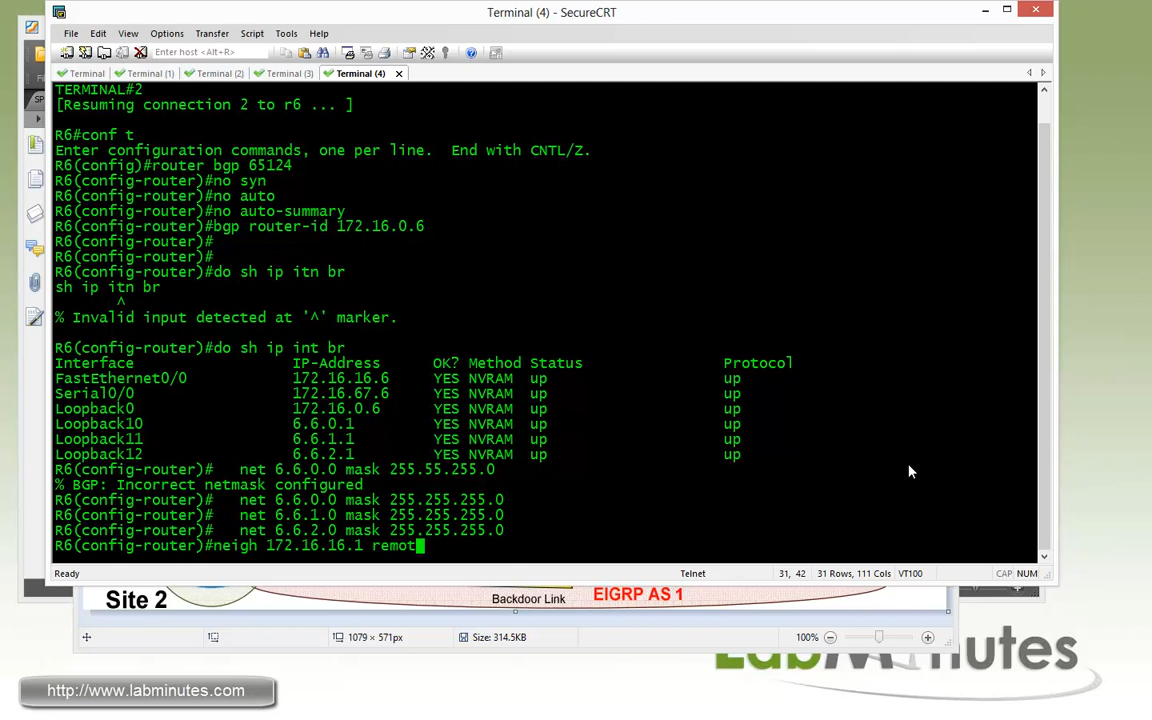 Terminal (4) - SecureCRT
File Edit View Options Transfer Script Tools Help
Enter host <Alt+R>
Terminal Terminal (1) Terminal (2) Terminal (3) Terminal (4)
TERMINAL#2
[Resuming connection 2 to r6 ... ]
R6#conf t
Enter configuration commands, one per line.  End with CNTL/Z.
R6(config)#router bgp 65124
R6(config-router)#no syn
R6(config-router)#no auto
R6(config-router)#no auto-summary
R6(config-router)#bgp router-id 172.16.0.6
R6(config-router)#
R6(config-router)#
R6(config-router)#do sh ip itn br
sh ip itn br
^
% Invalid input detected at '^' marker.
R6(config-router)#do sh ip int br
Interface IP-Address OK? Method Status Protocol
FastEthernet0/0 172.16.16.6 YES NVRAM up up
Serial0/0 172.16.67.6 YES NVRAM up up
Loopback0 172.16.0.6 YES NVRAM up up
Loopback10 6.6.0.1 YES NVRAM up up
Loopback11 6.6.1.1 YES NVRAM up up
Loopback12 6.6.2.1 YES NVRAM up up
R6(config-router)#   net 6.6.0.0 mask 255.55.255.0
% BGP: Incorrect netmask configured
R6(config-router)#   net 6.6.0.0 mask 255.255.255.0
R6(config-router)#   net 6.6.1.0 mask 255.255.255.0
R6(config-router)#   net 6.6.2.0 mask 255.255.255.0
R6(config-router)#neigh 172.16.16.1 remot
Ready Telnet 31, 42 31 Rows, 111 Cols VT100 CAP NUM
Site 2 Backdoor Link EIGRP AS 1
1079 × 571px Size: 314.5KB 100%
LabMinutes
http://www.labminutes.com